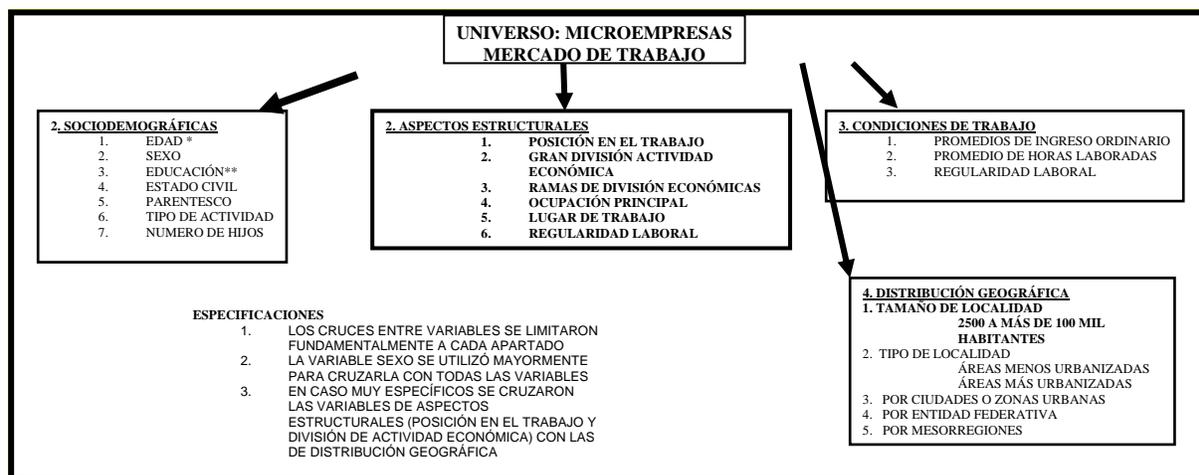 UNIVERSO: MICROEMPRESAS
MERCADO DE TRABAJO
2. SOCIODEMOGRÁFICAS
1. EDAD *
2. SEXO
3. EDUCACIÓN**
4. ESTADO CIVIL
5. PARENTESCO
6. TIPO DE ACTIVIDAD
7. NUMERO DE HIJOS
2. ASPECTOS ESTRUCTURALES
1. POSICIÓN EN EL TRABAJO
2. GRAN DIVISIÓN ACTIVIDAD
ECONÓMICA
3. RAMAS DE DIVISIÓN ECONÓMICAS
4. OCUPACIÓN PRINCIPAL
5. LUGAR DE TRABAJO
6. REGULARIDAD LABORAL
3. CONDICIONES DE TRABAJO
1. PROMEDIOS DE INGRESO ORDINARIO
2. PROMEDIO DE HORAS LABORADAS
3. REGULARIDAD LABORAL
4. DISTRIBUCIÓN GEOGRÁFICA
1. TAMAÑO DE LOCALIDAD
2500 A MÁS DE 100 MIL
HABITANTES
2. TIPO DE LOCALIDAD
ÁREAS MENOS URBANIZADAS
ÁREAS MÁS URBANIZADAS
3. POR CIUDADES O ZONAS URBANAS
4. POR ENTIDAD FEDERATIVA
5. POR MESORREGIONES
ESPECIFICACIONES
1. LOS CRUCES ENTRE VARIABLES SE LIMITARON
FUNDAMENTALMENTE A CADA APARTADO
2. LA VARIABLE SEXO SE UTILIZÓ MAYORMENTE
PARA CRUZARLA CON TODAS LAS VARIABLES
3. EN CASO MUY ESPECÍFICOS SE CRUZARON
LAS VARIABLES DE ASPECTOS
ESTRUCTURALES (POSICIÓN EN EL TRABAJO Y
DIVISIÓN DE ACTIVIDAD ECONÓMICA) CON LAS
DE DISTRIBUCIÓN GEOGRÁFICA